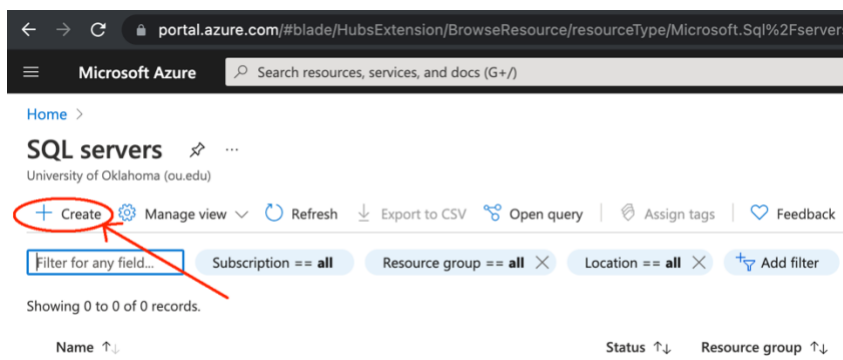 portal.azure.com/#blade/HubsExtension/BrowseResource/resourceType/Microsoft.Sql%2Fserver
Microsoft Azure Search resources, services, and docs (G+/)
Home >
SQL servers ...
University of Oklahoma (ou.edu)
+ Create Manage view Refresh Export to CSV Open query Assign tags Feedback
Filter for any field... Subscription == all Resource group == all Location == all Add filter
Showing 0 to 0 of 0 records.
Name ↑↓ Status ↑↓ Resource group ↑↓